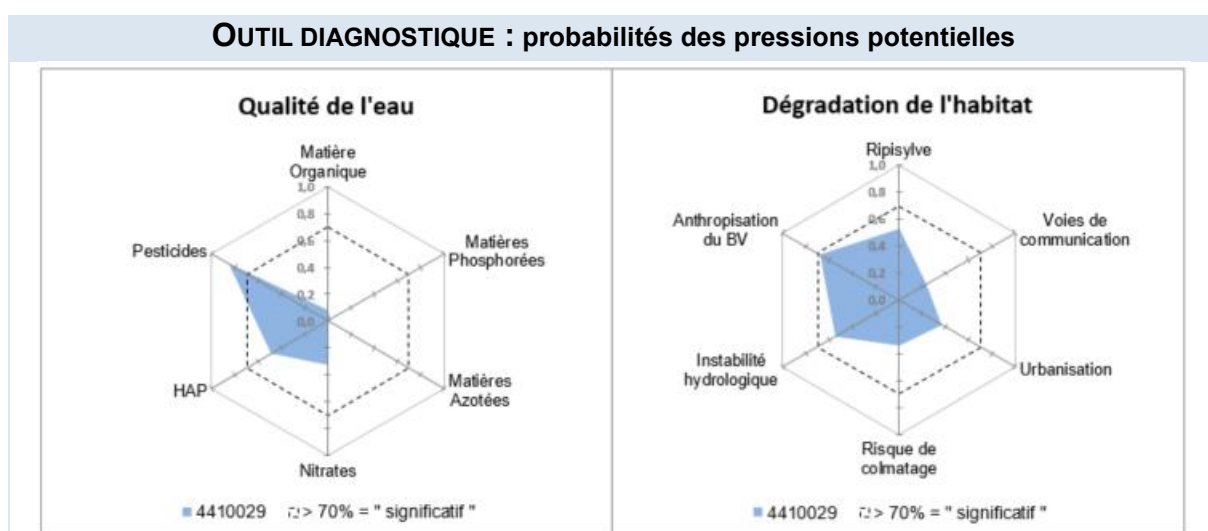 OUTIL DIAGNOSTIQUE : probabilités des pressions potentielles
Qualité de l'eau
Matière
Organique
1,0
0,8
0,6
0,4
0,2
0,0
Pesticides
Matières
Phosphorées
HAP
Matières
Azotées
Nitrates
4410029
> 70% = " significatif "
Dégradation de l'habitat
Ripisylve
1,0
0,8
0,6
0,4
0,2
0,0
Anthropisation
du BV
Voies de
communication
Instabilité
hydrologique
Urbanisation
Risque de
colmatage
4410029
> 70% = " significatif "